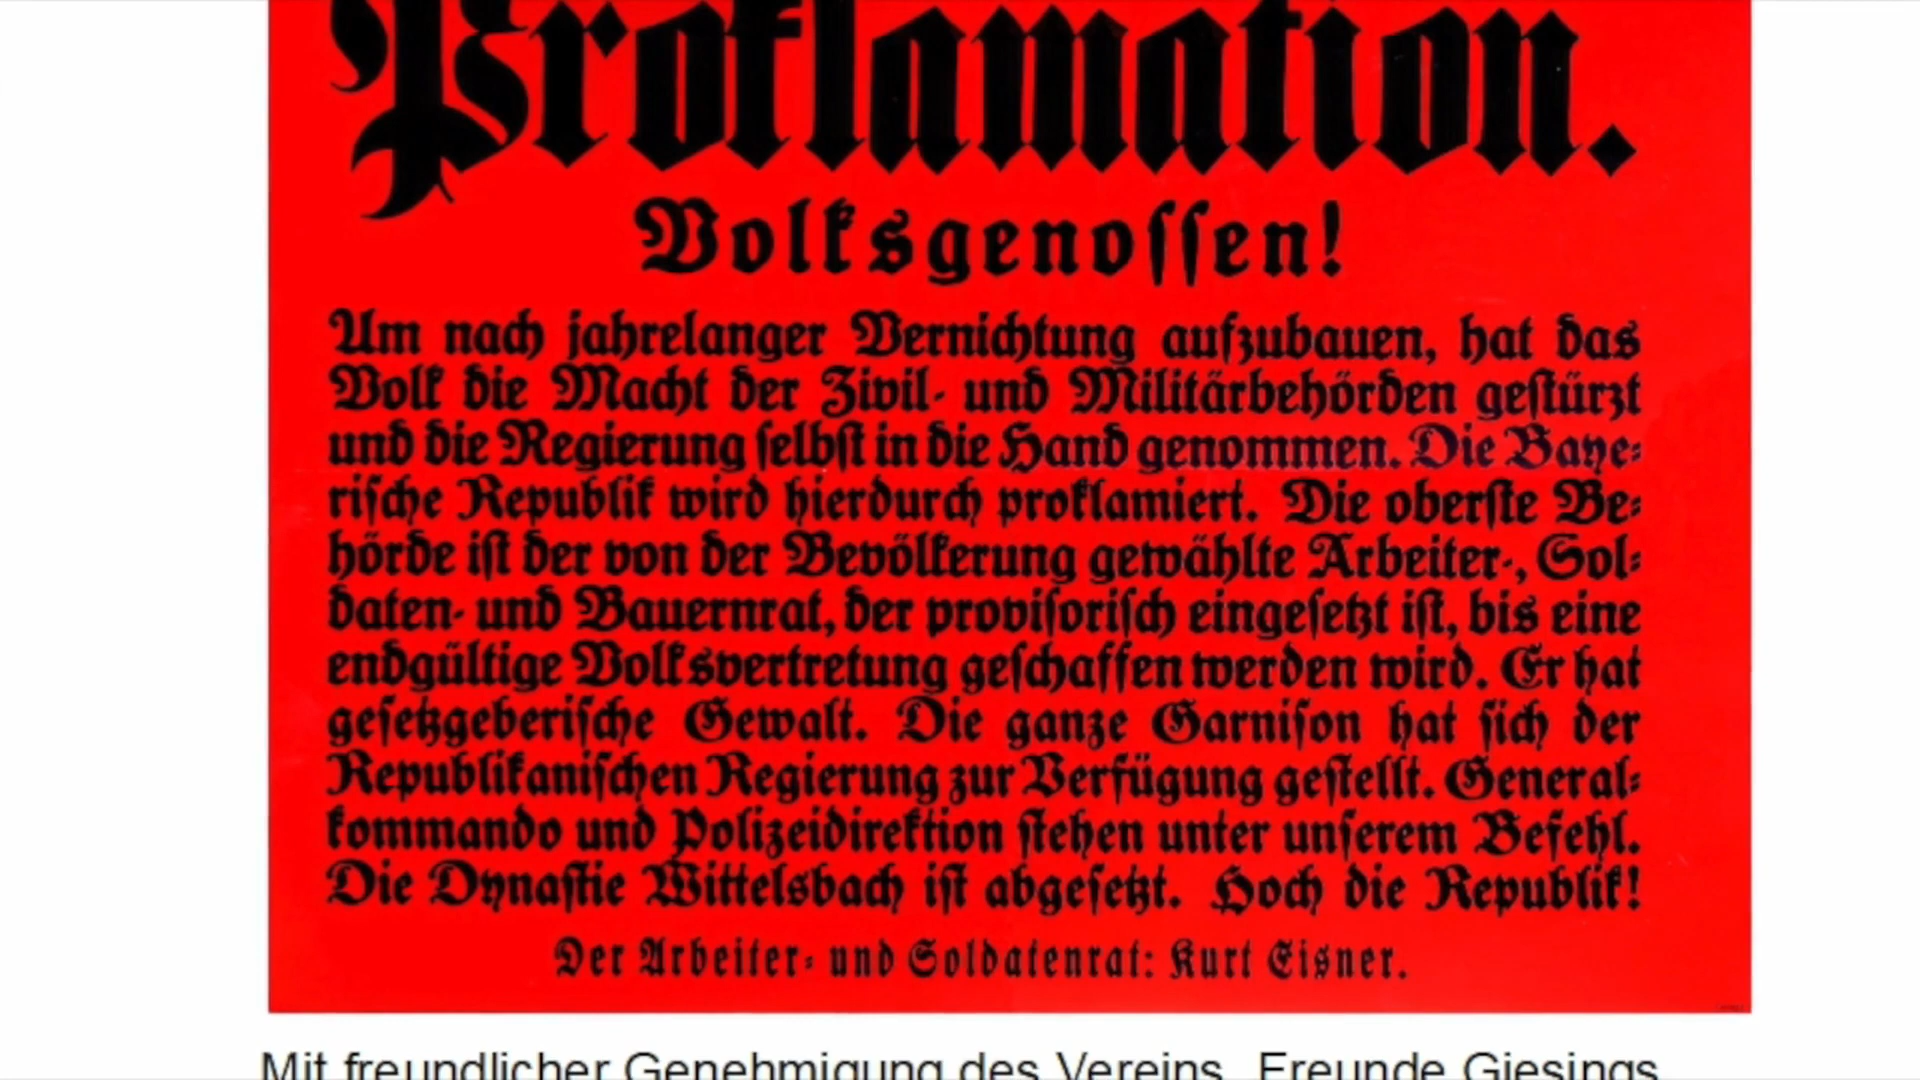 Proklamation.
Volksgenossen!
Um nach jahrelanger Vernichtung aufzubauen, hat das
Volk die Macht der Zivil- und Militärbehörden gestürzt
und die Regierung selbst in die Hand genommen. Die Baye-
rische Republik wird hierdurch proklamiert. Die oberste Be-
hörde ist der von der Bevölkerung gewählte Arbeiter-, Sol-
daten- und Bauernrat, der provisorisch eingesetzt ist, bis eine
endgültige Volksvertretung geschaffen werden wird. Er hat
gesetzgeberische Gewalt. Die ganze Garnison hat sich der
Republikanischen Regierung zur Verfügung gestellt. General-
kommando und Polizeidirektion stehen unter unserem Befehl.
Die Dynastie Wittelsbach ist abgesetzt. Hoch die Republik!
Der Arbeiter- und Soldatenrat: Kurt Eisner.
Mit freundlicher Genehmigung des Vereins Freunde Giesings